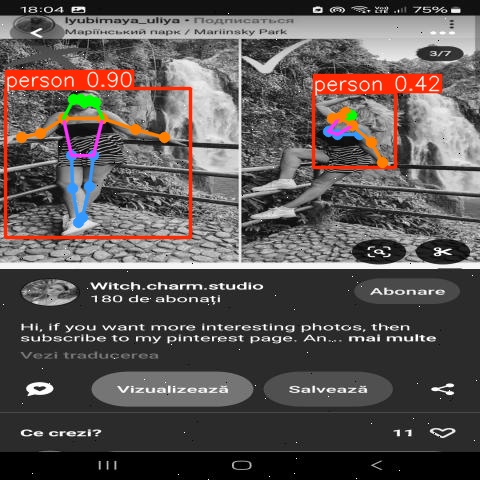 18:04
75%
lyubimaya_uliya • Подписаться
Маріїнський парк / Mariinsky Park
3/7
person 0.90
person 0.42
Witch.charm.studio
180 de abonați
Abonare
Hi, if you want more interesting photos, then
subscribe to my pinterest page. An... mai multe
Vezi traducerea
Vizualizează
Salvează
Ce crezi?
11